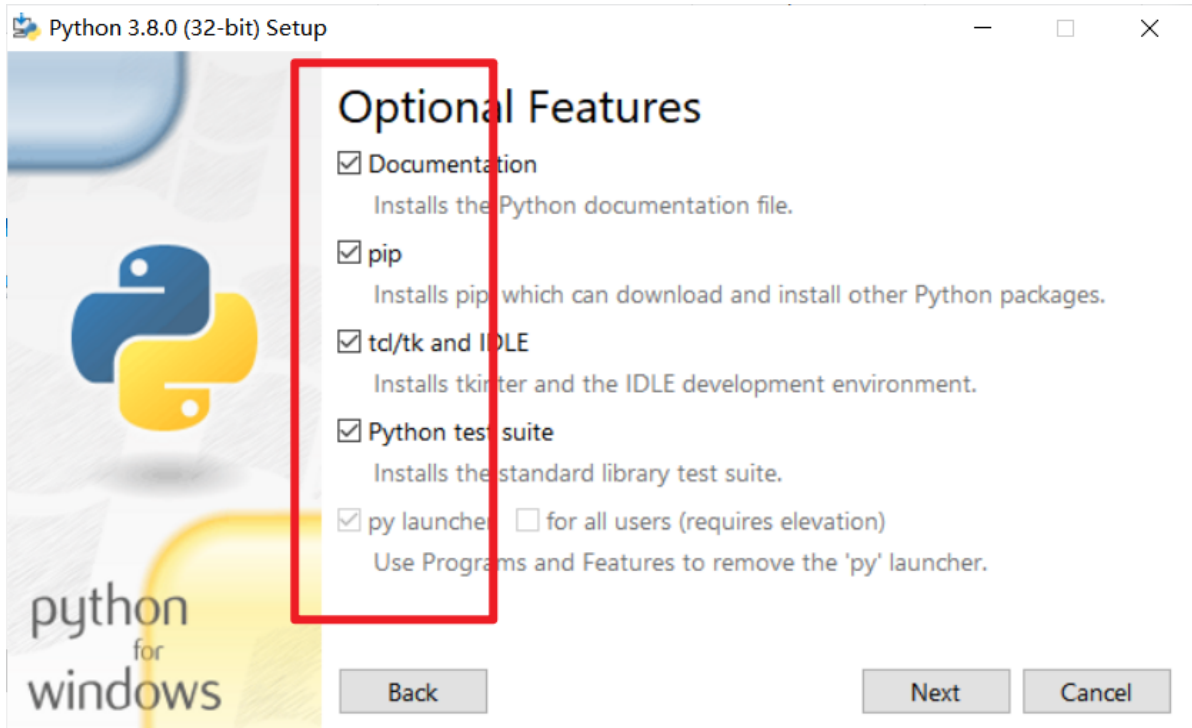 Python 3.8.0 (32-bit) Setup
Optional Features
Documentation
Installs the Python documentation file.
pip
Installs pip, which can download and install other Python packages.
tcl/tk and IDLE
Installs tkinter and the IDLE development environment.
Python test suite
Installs the standard library test suite.
py launcher for all users (requires elevation)
Use Programs and Features to remove the 'py' launcher.
python
for
windows
Back Next Cancel